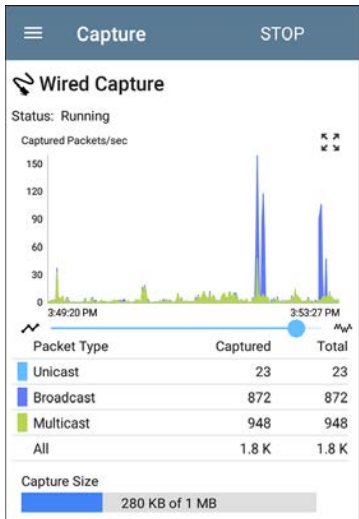 Capture STOP
Wired Capture
Status: Running
Captured Packets/sec
150
120
90
60
30
0
3:49:20 PM 3:53:27 PM
Packet Type Captured Total
Unicast 23 23
Broadcast 872 872
Multicast 948 948
All 1.8 K 1.8 K
Capture Size
280 KB of 1 MB